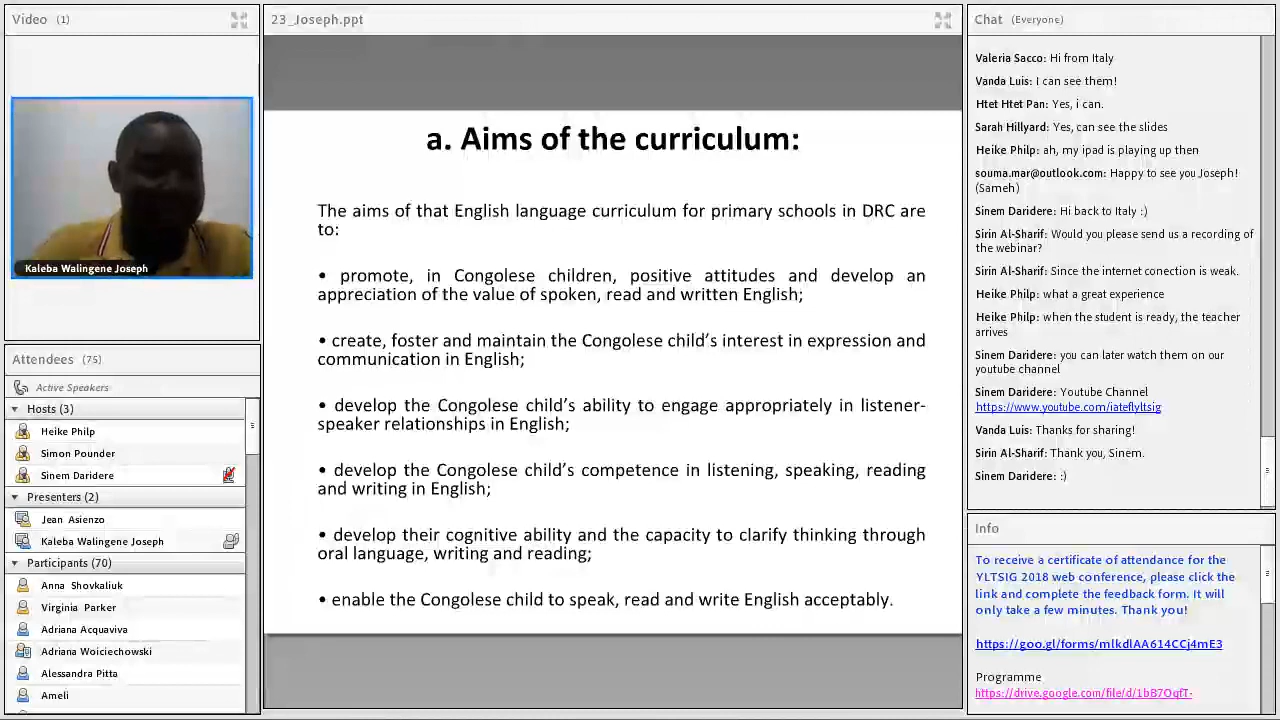 Video (1)
Kaleba Walingene Joseph
Attendees (75)
Active Speakers
Hosts (3)
Heike Philp
Simon Pounder
Sinem Daridere
Presenters (2)
Jean Asienzo
Kaleba Walingene Joseph
Participants (70)
Anna Shovkaliuk
Virginia Parker
Adriana Acquaviva
Adriana Woiciechowski
Alessandra Pitta
Ameli
23_Joseph.ppt
a. Aims of the curriculum:
The aims of that English language curriculum for primary schools in DRC are
to:
• promote, in Congolese children, positive attitudes and develop an
appreciation of the value of spoken, read and written English;
• create, foster and maintain the Congolese child's interest in expression and
communication in English;
• develop the Congolese child's ability to engage appropriately in listener-
speaker relationships in English;
• develop the Congolese child's competence in listening, speaking, reading
and writing in English;
• develop their cognitive ability and the capacity to clarify thinking through
oral language, writing and reading;
• enable the Congolese child to speak, read and write English acceptably.
Chat (Everyone)
Valeria Sacco: Hi from Italy
Vanda Luis: I can see them!
Htet Htet Pan: Yes, i can.
Sarah Hillyard: Yes, can see the slides
Heike Philp: ah, my ipad is playing up then
souma.mar@outlook.com: Happy to see you Joseph!
(Sameh)
Sinem Daridere: Hi back to Italy :)
Sirin Al-Sharif: Would you please send us a recording of
the webinar?
Sirin Al-Sharif: Since the internet conection is weak.
Heike Philp: what a great experience
Heike Philp: when the student is ready, the teacher
arrives
Sinem Daridere: you can later watch them on our
youtube channel
Sinem Daridere: Youtube Channel
https://www.youtube.com/iateflyltsig
Vanda Luis: Thanks for sharing!
Sirin Al-Sharif: Thank you, Sinem.
Sinem Daridere: :)
Info
To receive a certificate of attendance for the
YLTSIG 2018 web conference, please click the
link and complete the feedback form. It will
only take a few minutes. Thank you!
https://goo.gl/forms/mlkdlAA614CCj4mE3
Programme
https://drive.google.com/file/d/1bB7OqfT-